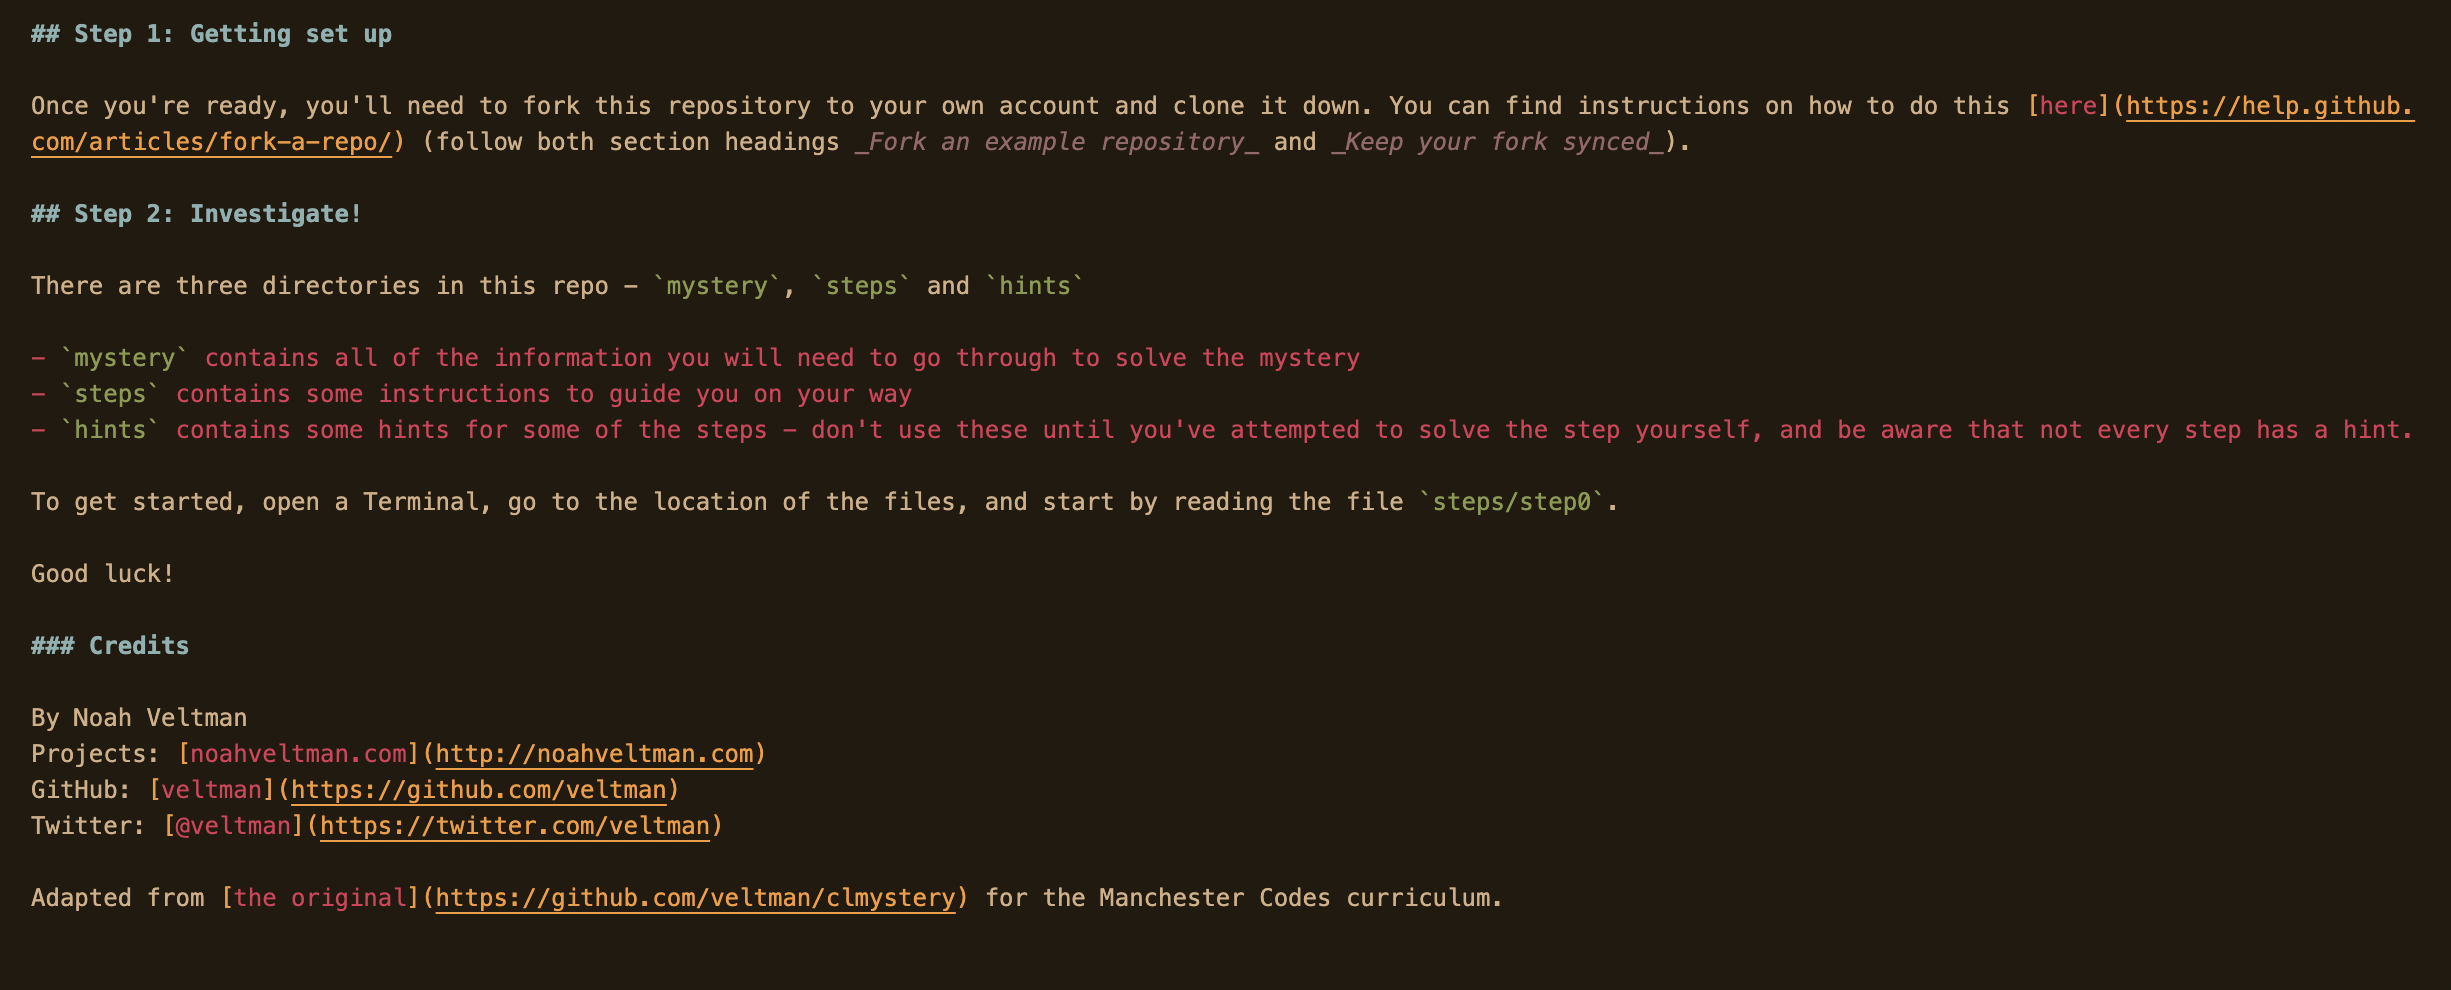 ## Step 1: Getting set up
Once you're ready, you'll need to fork this repository to your own account and clone it down. You can find instructions on how to do this [here](https://help.github.
com/articles/fork-a-repo/) (follow both section headings _Fork an example repository_ and _Keep your fork synced_).
## Step 2: Investigate!
There are three directories in this repo - `mystery`, `steps` and `hints`
- `mystery` contains all of the information you will need to go through to solve the mystery
- `steps` contains some instructions to guide you on your way
- `hints` contains some hints for some of the steps - don't use these until you've attempted to solve the step yourself, and be aware that not every step has a hint.
To get started, open a Terminal, go to the location of the files, and start by reading the file `steps/step0`.
Good luck!
### Credits
By Noah Veltman
Projects: [noahveltman.com](http://noahveltman.com)
GitHub: [veltman](https://github.com/veltman)
Twitter: [@veltman](https://twitter.com/veltman)
Adapted from [the original](https://github.com/veltman/clmystery) for the Manchester Codes curriculum.